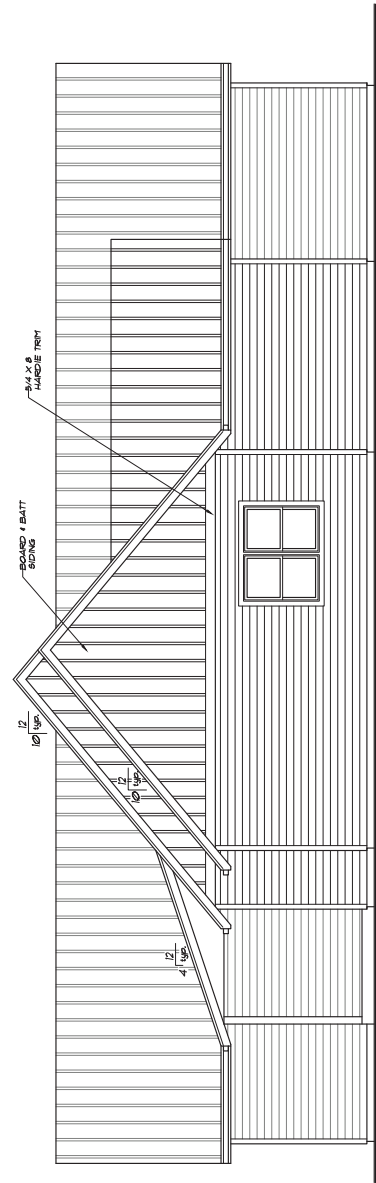 12
4 typ.
12
10 typ.
12
10 typ.
BOARD & BATT
SIDING
3/4 X 8
HARDIE TRIM